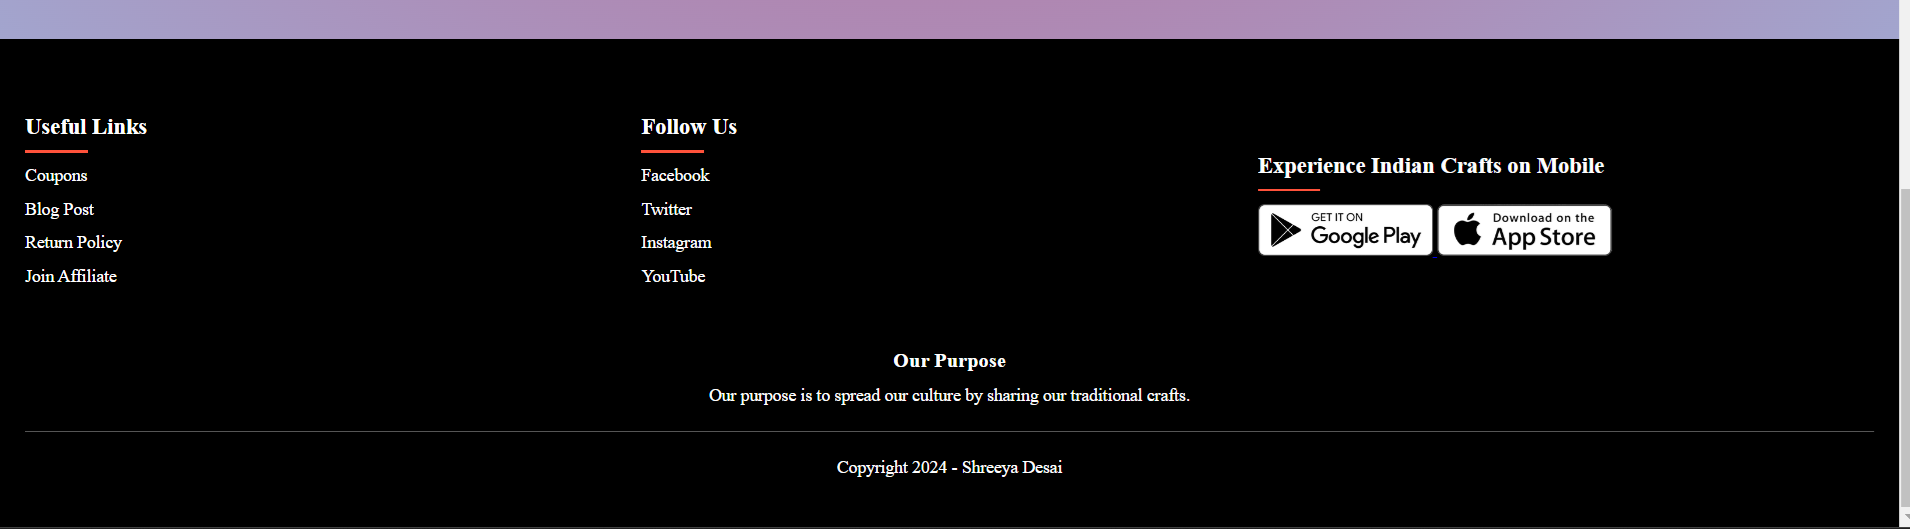 Useful Links
Coupons
Blog Post
Return Policy
Join Affiliate
Follow Us
Facebook
Twitter
Instagram
YouTube
Experience Indian Crafts on Mobile
GET IT ON
Google Play
Download on the
App Store
Our Purpose
Our purpose is to spread our culture by sharing our traditional crafts.
Copyright 2024 - Shreeya Desai